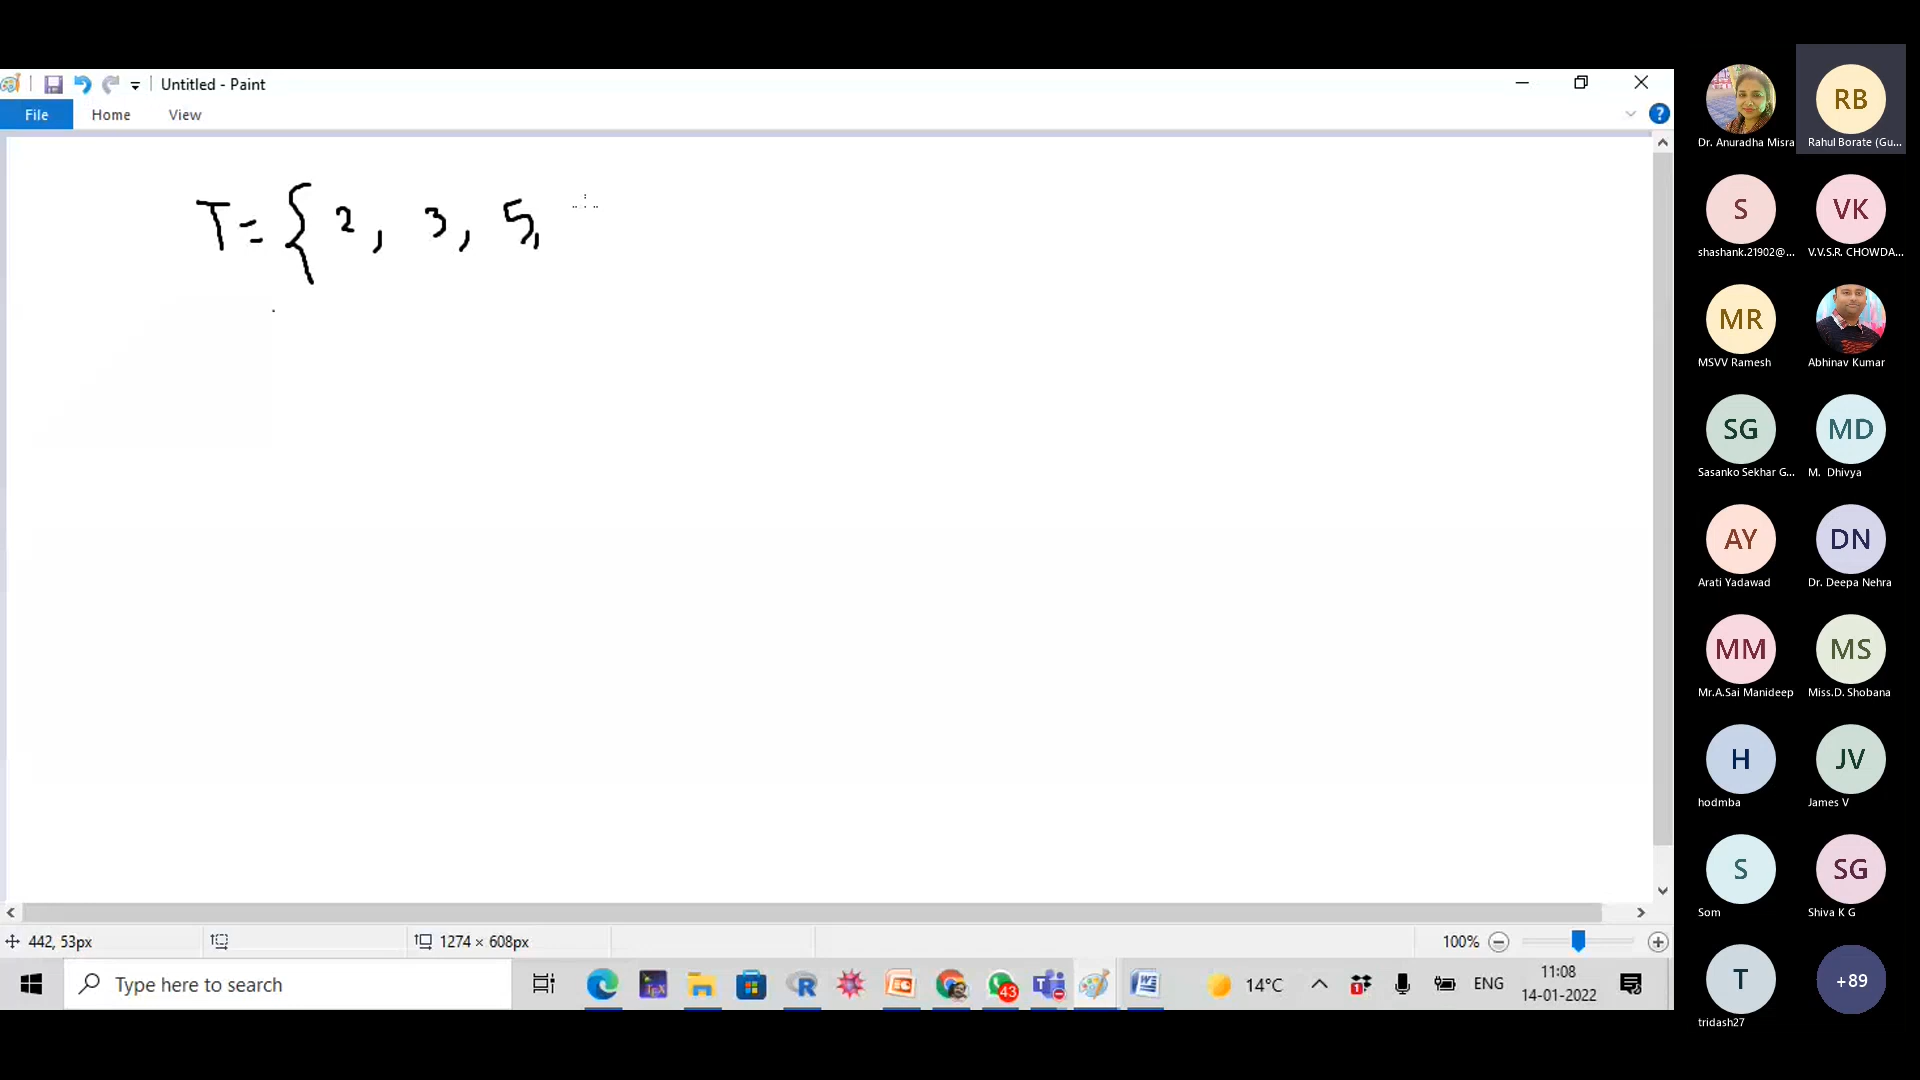 Untitled - Paint
File Home View
T = { 2, 3, 5,
442, 53px
1274 × 608px
100%
Type here to search
43
1
14°C
ENG
11:08
14-01-2022
Dr. Anuradha Misra
RB
Rahul Borate (Gu...
S
shashank.21902@...
VK
V.V.S.R. CHOWDA...
MR
MSVV Ramesh
Abhinav Kumar
SG
Sasanko Sekhar G...
MD
M. Dhivya
AY
Arati Yadawad
DN
Dr. Deepa Nehra
MM
Mr.A.Sai Manideep
MS
Miss.D. Shobana
H
hodmba
JV
James V
S
Som
SG
Shiva K G
T
tridash27
+89